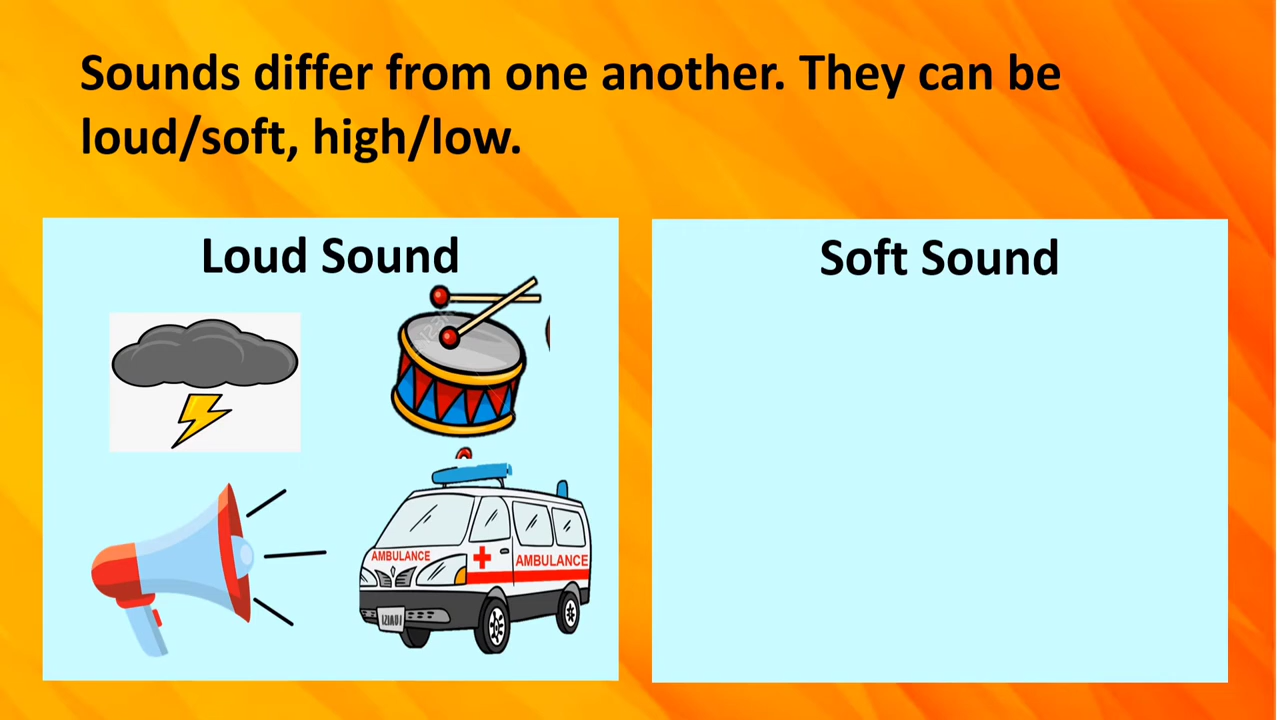 Sounds differ from one another. They can be
loud/soft, high/low.
Loud Sound
Soft Sound
AMBULANCE
AMBULANCE